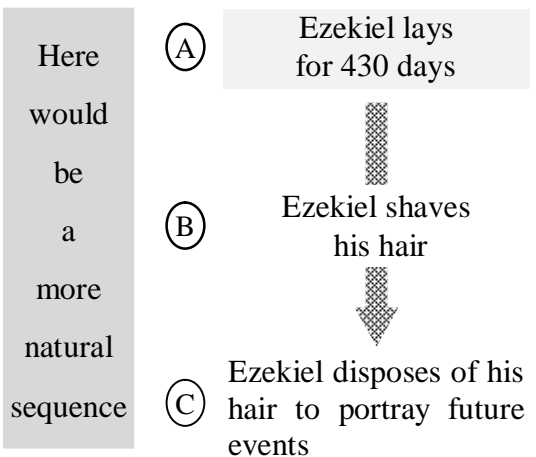 Here
would
be
a
more
natural
sequence
A
Ezekiel lays
for 430 days
B
Ezekiel shaves
his hair
C
Ezekiel disposes of his
hair to portray future
events